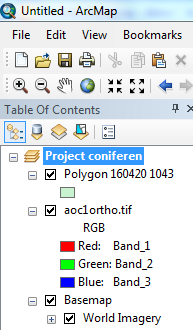 Untitled - ArcMap
File Edit View Bookmarks
Table Of Contents
Project coniferen
Polygon 160420 1043
aoc1ortho.tif
RGB
Red: Band_1
Green: Band_2
Blue: Band_3
Basemap
World Imagery